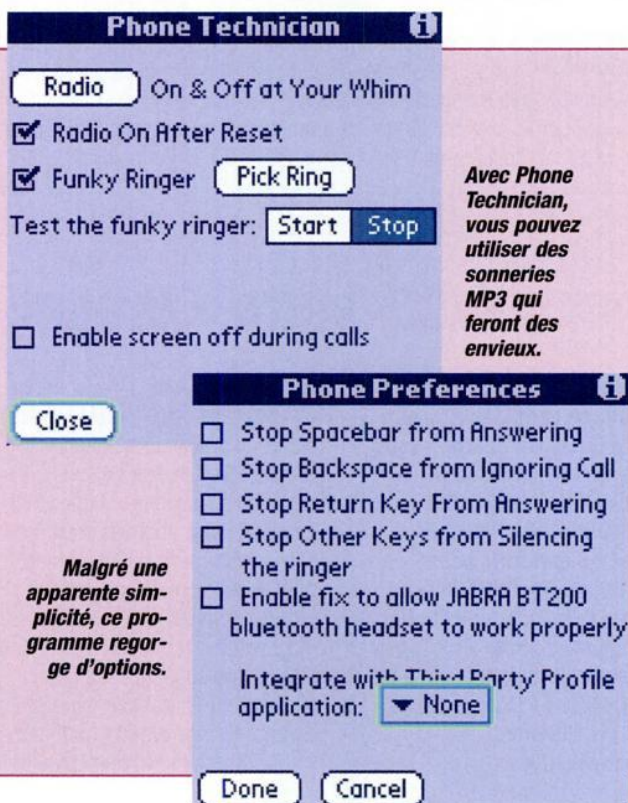 Phone Technician
Radio On & Off at Your Whim
Radio On After Reset
Funky Ringer Pick Ring
Test the funky ringer: Start Stop
Enable screen off during calls
Close
Avec Phone
Technician,
vous pouvez
utiliser des
sonneries
MP3 qui
feront des
envieux.
Phone Preferences
Stop Spacebar from Answering
Stop Backspace from Ignoring Call
Stop Return Key From Answering
Stop Other Keys from Silencing
the ringer
Enable fix to allow JABRA BT200
bluetooth headset to work properly
Integrate with Third Party Profile
application: None
Done Cancel
Malgré une
apparente sim-
plicité, ce pro-
gramme regor-
ge d'options.